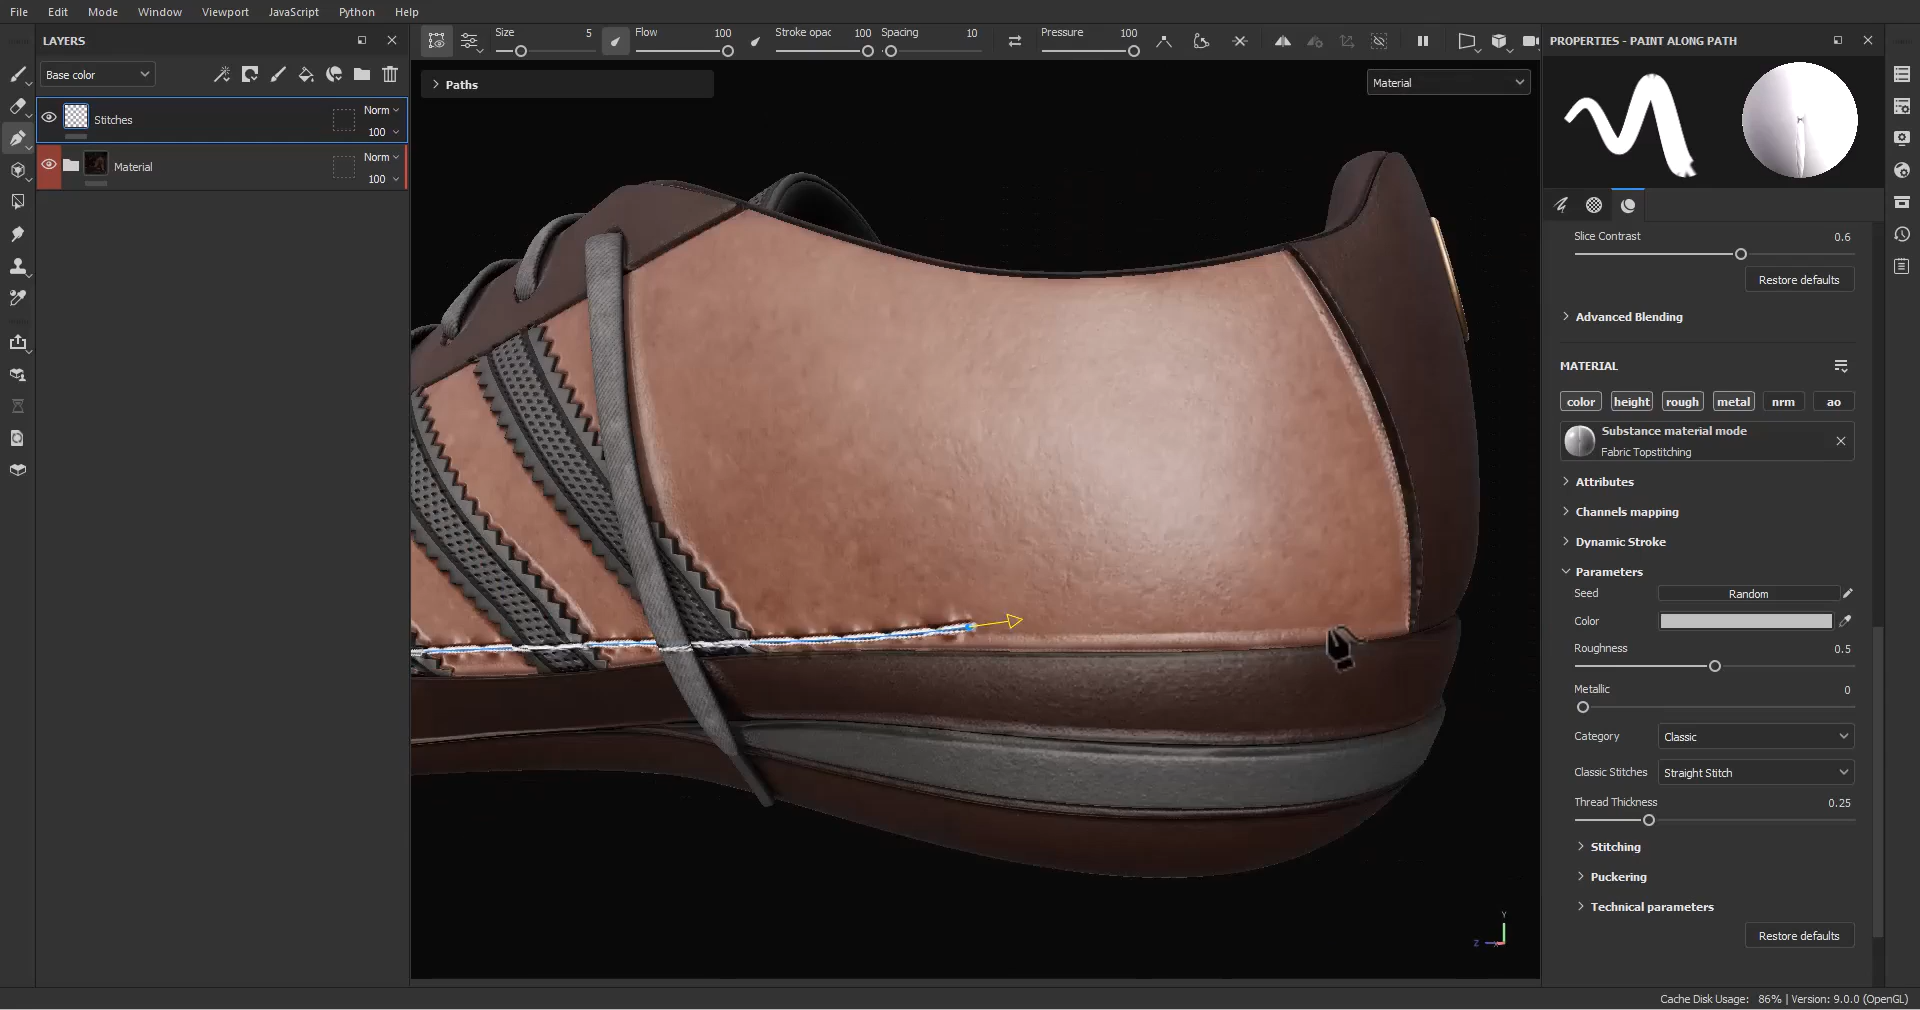 File Edit Mode Window Viewport JavaScript Python Help
LAYERS
Size 5 Flow 100 Stroke opac 100 Spacing 10 Pressure 100
PROPERTIES - PAINT ALONG PATH
Base color
Paths
Material
Stitches Norm
100
Material Norm
100
Slice Contrast 0.6
Restore defaults
Advanced Blending
MATERIAL
color height rough metal nrm ao
Substance material mode
Fabric Topstitching
Attributes
Channels mapping
Dynamic Stroke
Parameters
Seed Random
Color
Roughness 0.5
Metallic 0
Category Classic
Classic Stitches Straight Stitch
Thread Thickness 0.25
Stitching
Puckering
Technical parameters
Restore defaults
Y
Z
Cache Disk Usage: 86% | Version: 9.0.0 (OpenGL)